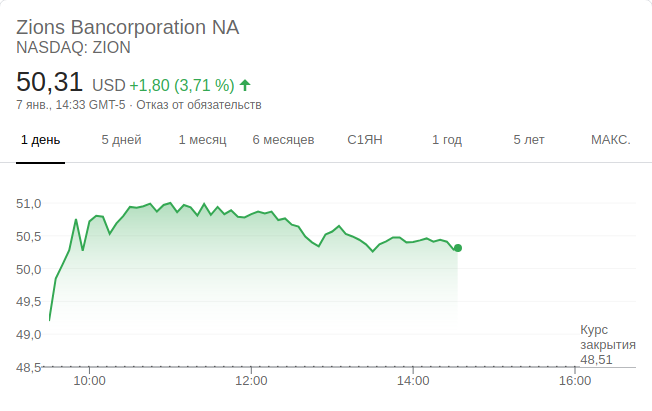 Zions Bancorporation NA
NASDAQ: ZION
50,31 USD +1,80 (3,71 %)
7 янв., 14:33 GMT-5 · Отказ от обязательств
1 день 5 дней 1 месяц 6 месяцев С1ЯН 1 год 5 лет МАКС.
51,0
50,5
50,0
49,5
49,0
48,5
Курс
закрытия
48,51
10:00 12:00 14:00 16:00